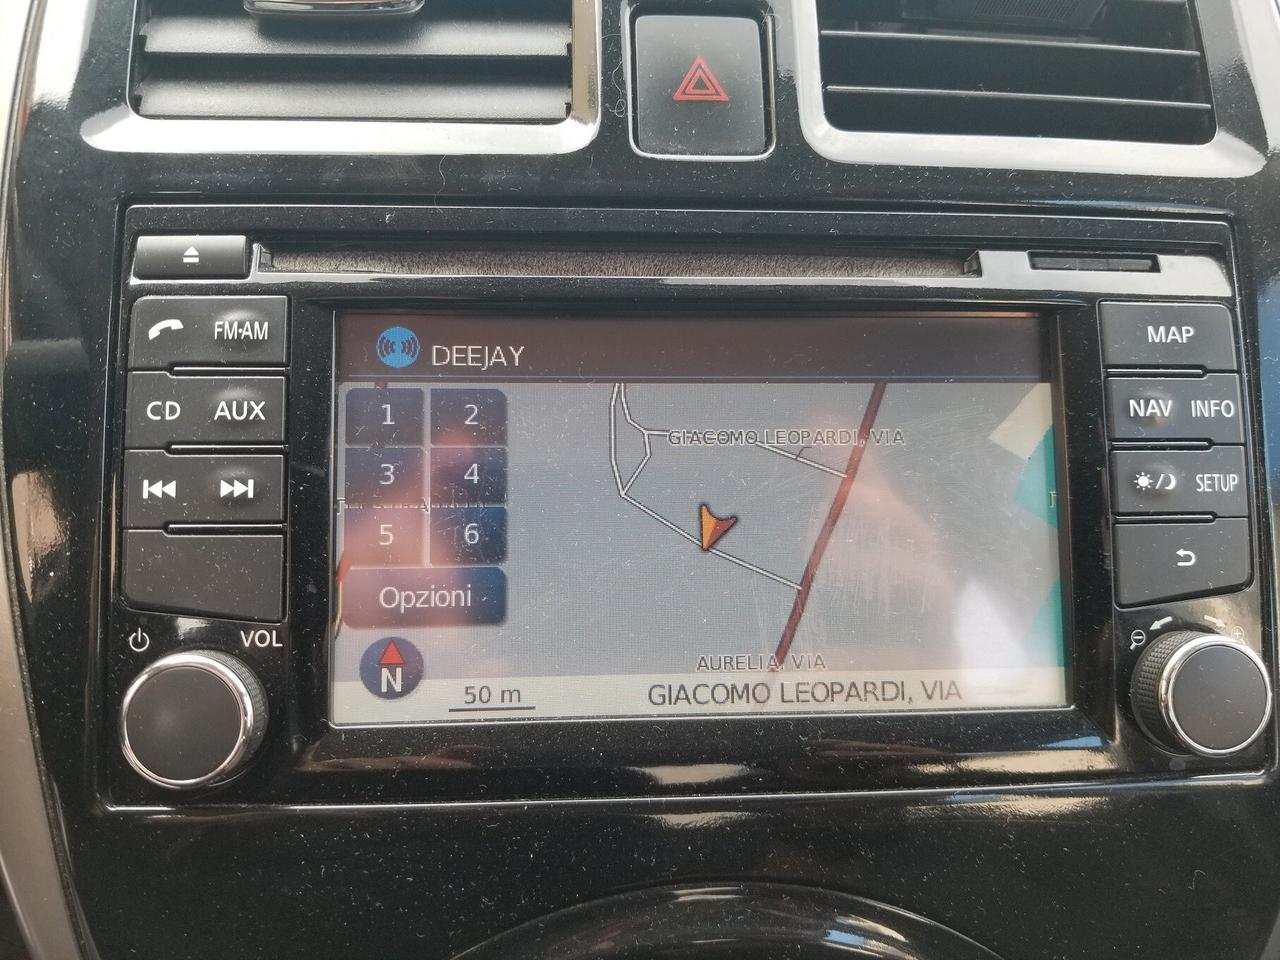 FM·AM
CD AUX
VOL
MAP
NAV INFO
SETUP
DEEJAY
1 2
3 4
5 6
Opzioni
N
50 m
GIACOMO LEOPARDI, VIA
AURELIA, VIA
GIACOMO LEOPARDI, VIA